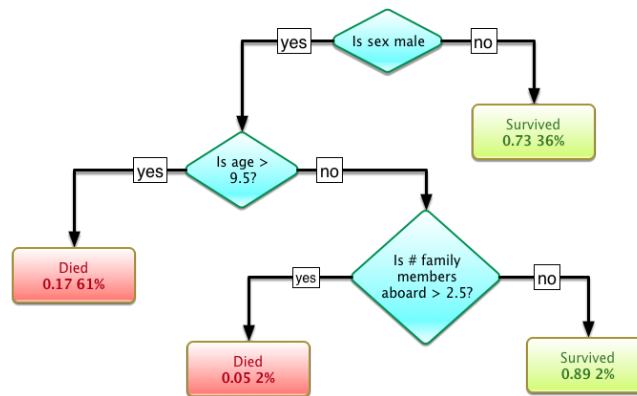 Is sex male
yes
no
Survived
0.73 36%
Is age >
9.5?
yes
no
Died
0.17 61%
Is # family
members
aboard > 2.5?
yes
no
Died
0.05 2%
Survived
0.89 2%